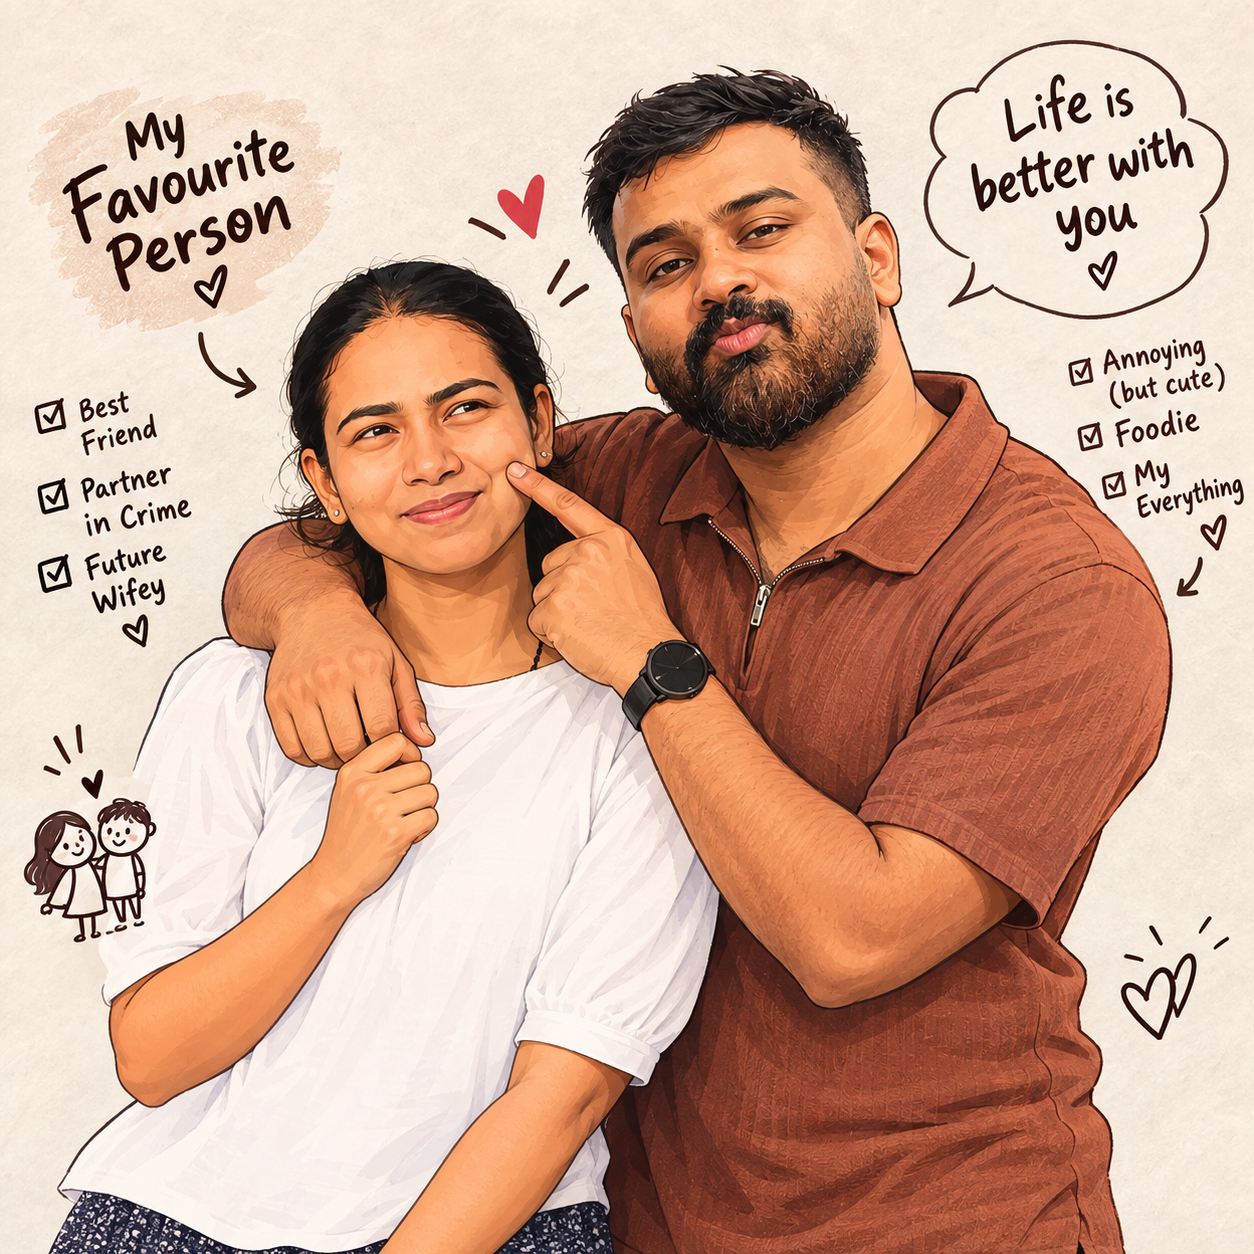 My
Favourite
Person
Life is
better with
you
Best
Friend
Partner
in Crime
Future
Wifey
Annoying
(but cute)
Foodie
My
Everything